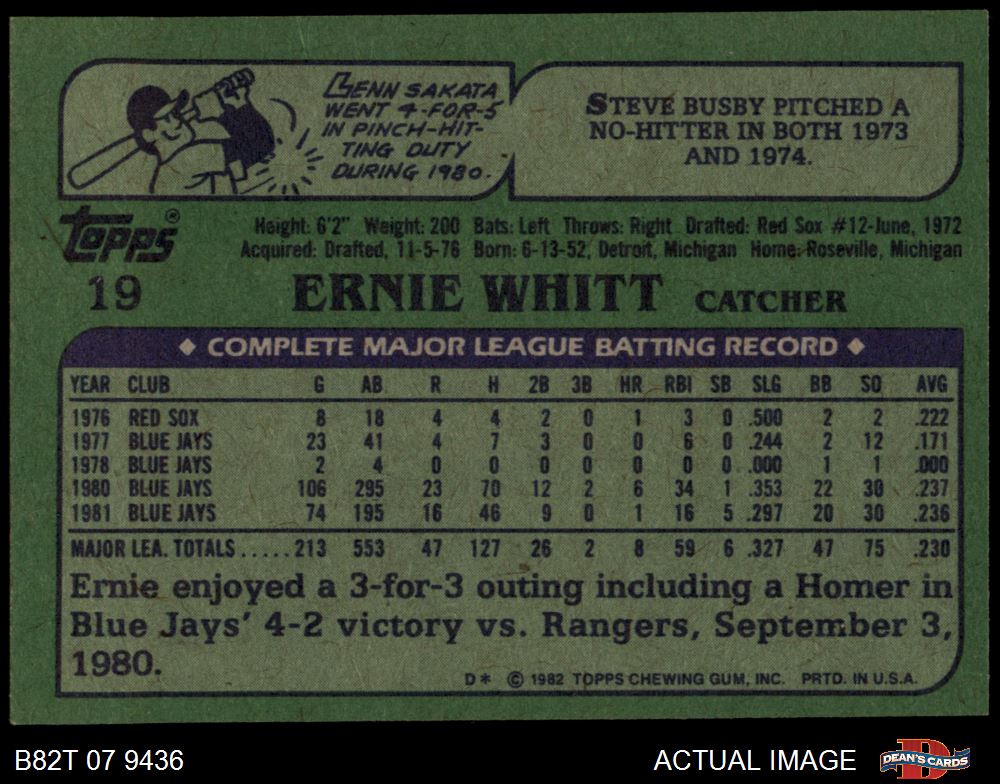 LENN SAKATA
WENT 4-FOR-5
IN PINCH-HIT-
TING DUTY
DURING 1980.
STEVE BUSBY PITCHED A
NO-HITTER IN BOTH 1973
AND 1974.
Topps®
Height: 6'2" Weight: 200 Bats: Left Throws: Right Drafted: Red Sox #12-June, 1972
Acquired: Drafted, 11-5-76 Born: 6-13-52, Detroit, Michigan Home: Roseville, Michigan
19 ERNIE WHITT CATCHER
◆ COMPLETE MAJOR LEAGUE BATTING RECORD ◆
YEAR CLUB G AB R H 2B 3B HR RBI SB SLG BB SO AVG
1976 RED SOX 8 18 4 4 2 0 1 3 0 .500 2 2 .222
1977 BLUE JAYS 23 41 4 7 3 0 0 6 0 .244 2 12 .171
1978 BLUE JAYS 2 4 0 0 0 0 0 0 0 .000 1 1 .000
1980 BLUE JAYS 106 295 23 70 12 2 6 34 1 .353 22 30 .237
1981 BLUE JAYS 74 195 16 46 9 0 1 16 5 .297 20 30 .236
MAJOR LEA. TOTALS.....213 553 47 127 26 2 8 59 6 .327 47 75 .230
Ernie enjoyed a 3-for-3 outing including a Homer in
Blue Jays' 4-2 victory vs. Rangers, September 3,
1980.
D* © 1982 TOPPS CHEWING GUM, INC. PRTD. IN U.S.A.
B82T 07 9436 ACTUAL IMAGE DEAN'S CARDS